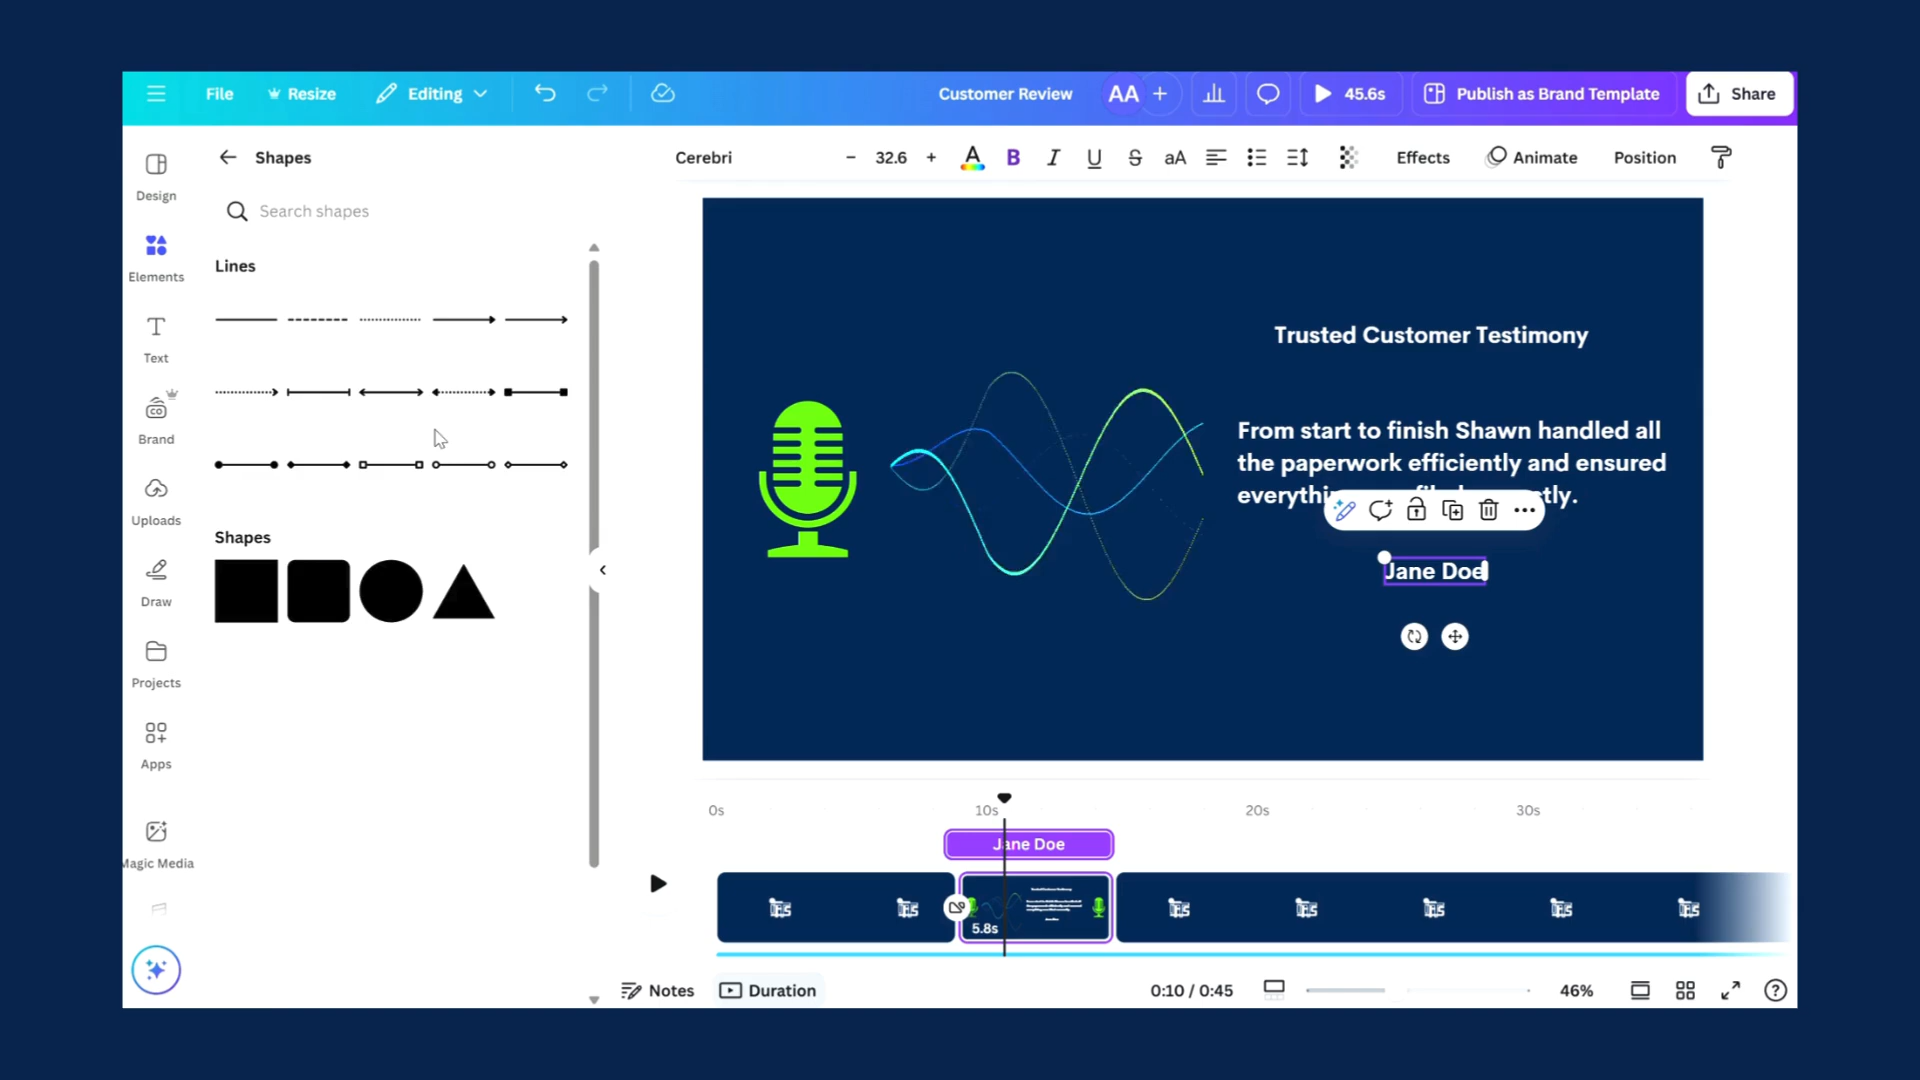 File
Resize
Editing
Customer Review
AA
45.6s
Publish as Brand Template
Share
Design
Elements
Text
Brand
CO
Uploads
Draw
Projects
Apps
Magic Media
Shapes
Search shapes
Lines
Shapes
Cerebri
32.6
A
B
I
U
S
aA
Effects
Animate
Position
Trusted Customer Testimony
From start to finish Shawn handled all
the paperwork efficiently and ensured
Jane Doe
0s
10s
20s
30s
Jane Doe
5.8s
Notes
Duration
0:10 / 0:45
46%